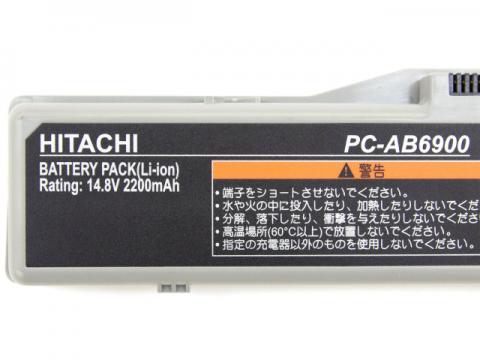 HITACHI
PC-AB6900
BATTERY PACK(Li-ion)
Rating: 14.8V 2200mAh
警告
・端子をショートさせないでください。
・水や火の中に投入したり、加熱したりしないでくだ
・分解、落下したり、衝撃を与えたりしないでくださ
・高温場所(60°C以上)で放置しないでください。
・指定の充電器以外のものを使用しないでください。